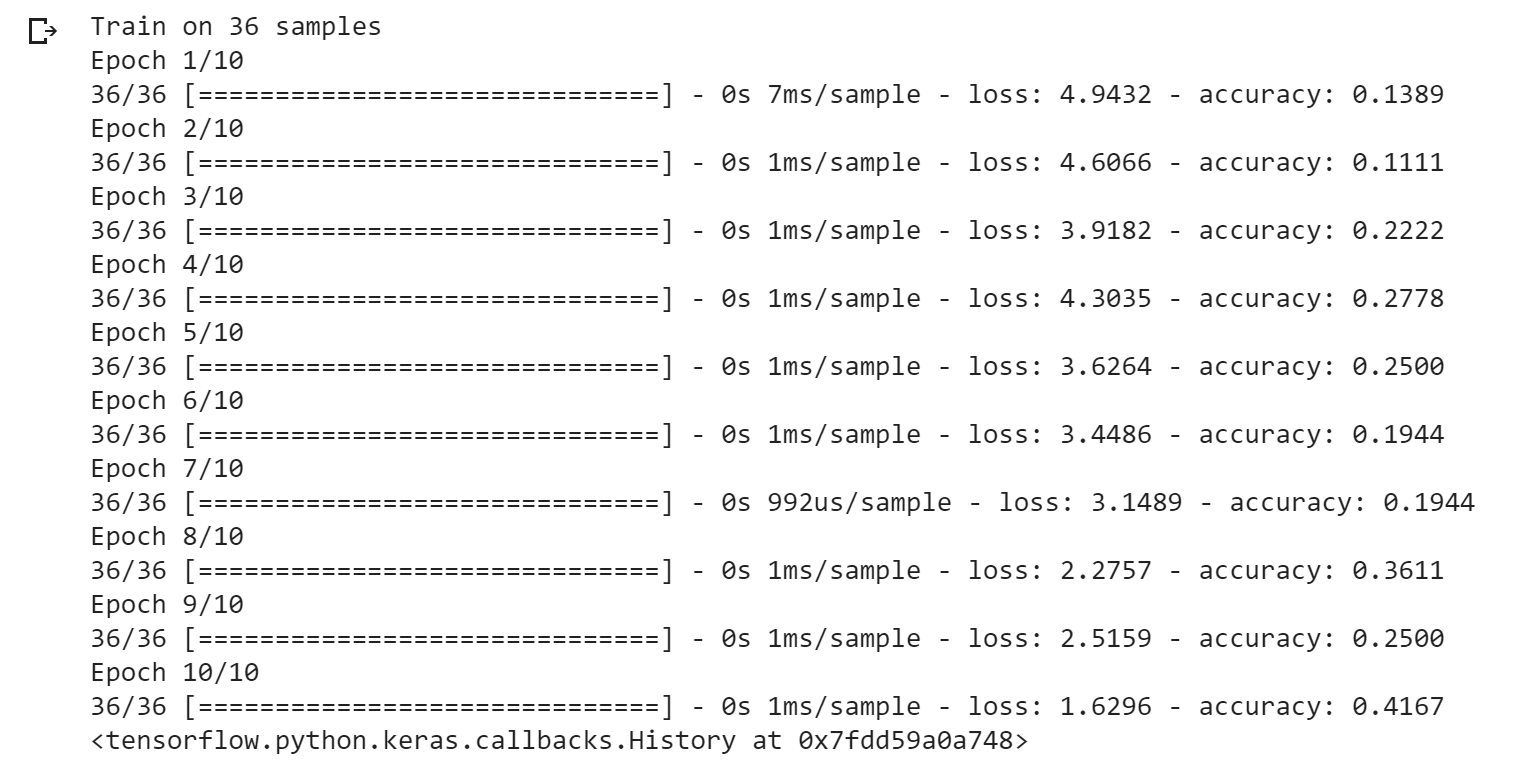 Train on 36 samples
Epoch 1/10
36/36 [==============================] - 0s 7ms/sample - loss: 4.9432 - accuracy: 0.1389
Epoch 2/10
36/36 [==============================] - 0s 1ms/sample - loss: 4.6066 - accuracy: 0.1111
Epoch 3/10
36/36 [==============================] - 0s 1ms/sample - loss: 3.9182 - accuracy: 0.2222
Epoch 4/10
36/36 [==============================] - 0s 1ms/sample - loss: 4.3035 - accuracy: 0.2778
Epoch 5/10
36/36 [==============================] - 0s 1ms/sample - loss: 3.6264 - accuracy: 0.2500
Epoch 6/10
36/36 [==============================] - 0s 1ms/sample - loss: 3.4486 - accuracy: 0.1944
Epoch 7/10
36/36 [==============================] - 0s 992us/sample - loss: 3.1489 - accuracy: 0.1944
Epoch 8/10
36/36 [==============================] - 0s 1ms/sample - loss: 2.2757 - accuracy: 0.3611
Epoch 9/10
36/36 [==============================] - 0s 1ms/sample - loss: 2.5159 - accuracy: 0.2500
Epoch 10/10
36/36 [==============================] - 0s 1ms/sample - loss: 1.6296 - accuracy: 0.4167
<tensorflow.python.keras.callbacks.History at 0x7fdd59a0a748>